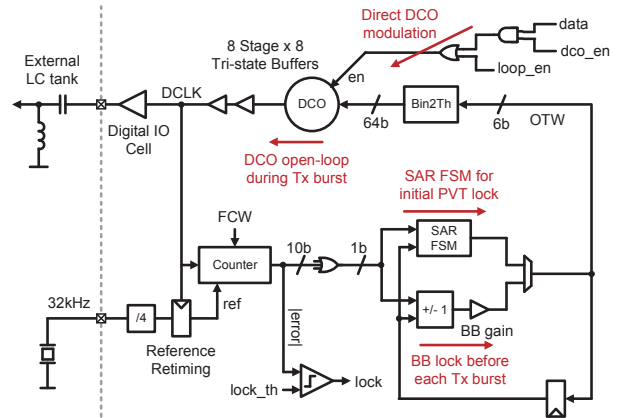 Direct DCO
modulation
data
dco_en
loop_en
8 Stage x 8
Tri-state Buffers
External
LC tank
DCLK
en
DCO
Bin2Th
64b
6b
OTW
Digital IO
Cell
DCO open-loop
during Tx burst
SAR FSM for
initial PVT lock
FCW
10b
1b
SAR
FSM
Counter
32kHz
/4
ref
Reference
Retiming
|error|
+/- 1
BB gain
BB lock before
each Tx burst
lock_th
lock